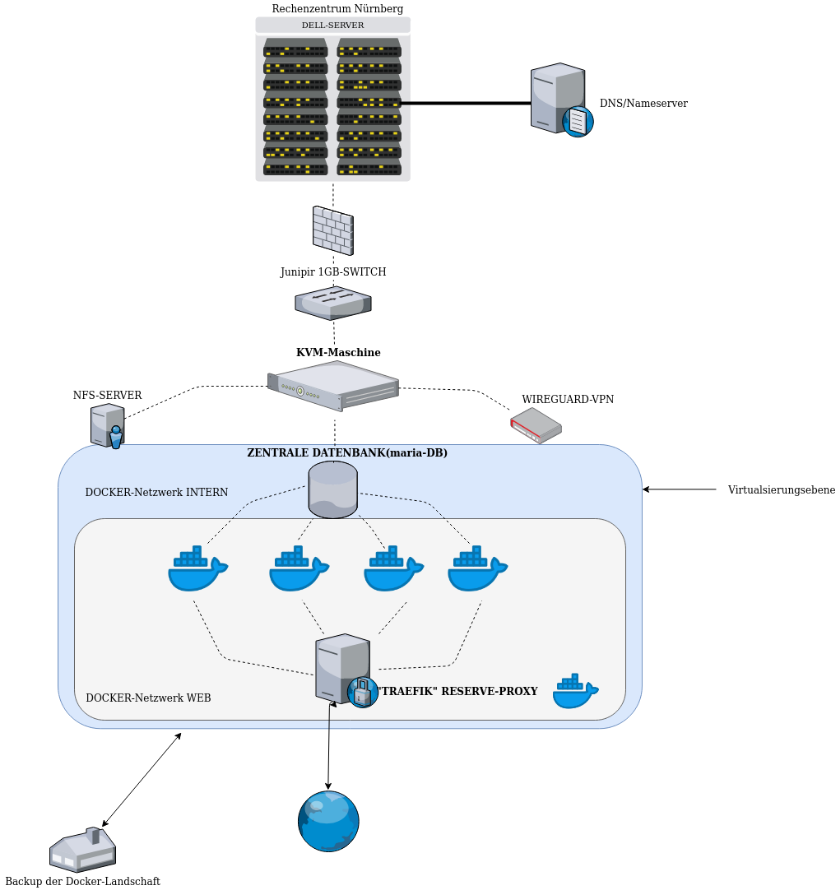 Rechenzentrum Nürnberg
DELL-SERVER
DNS/Nameserver
Junipir 1GB-SWITCH
KVM-Maschine
NFS-SERVER
WIREGUARD-VPN
ZENTRALE DATENBANK(maria-DB)
DOCKER-Netzwerk INTERN
Virtualsierungsebene
"TRAEFIK" RESERVE-PROXY
DOCKER-Netzwerk WEB
Backup der Docker-Landschaft